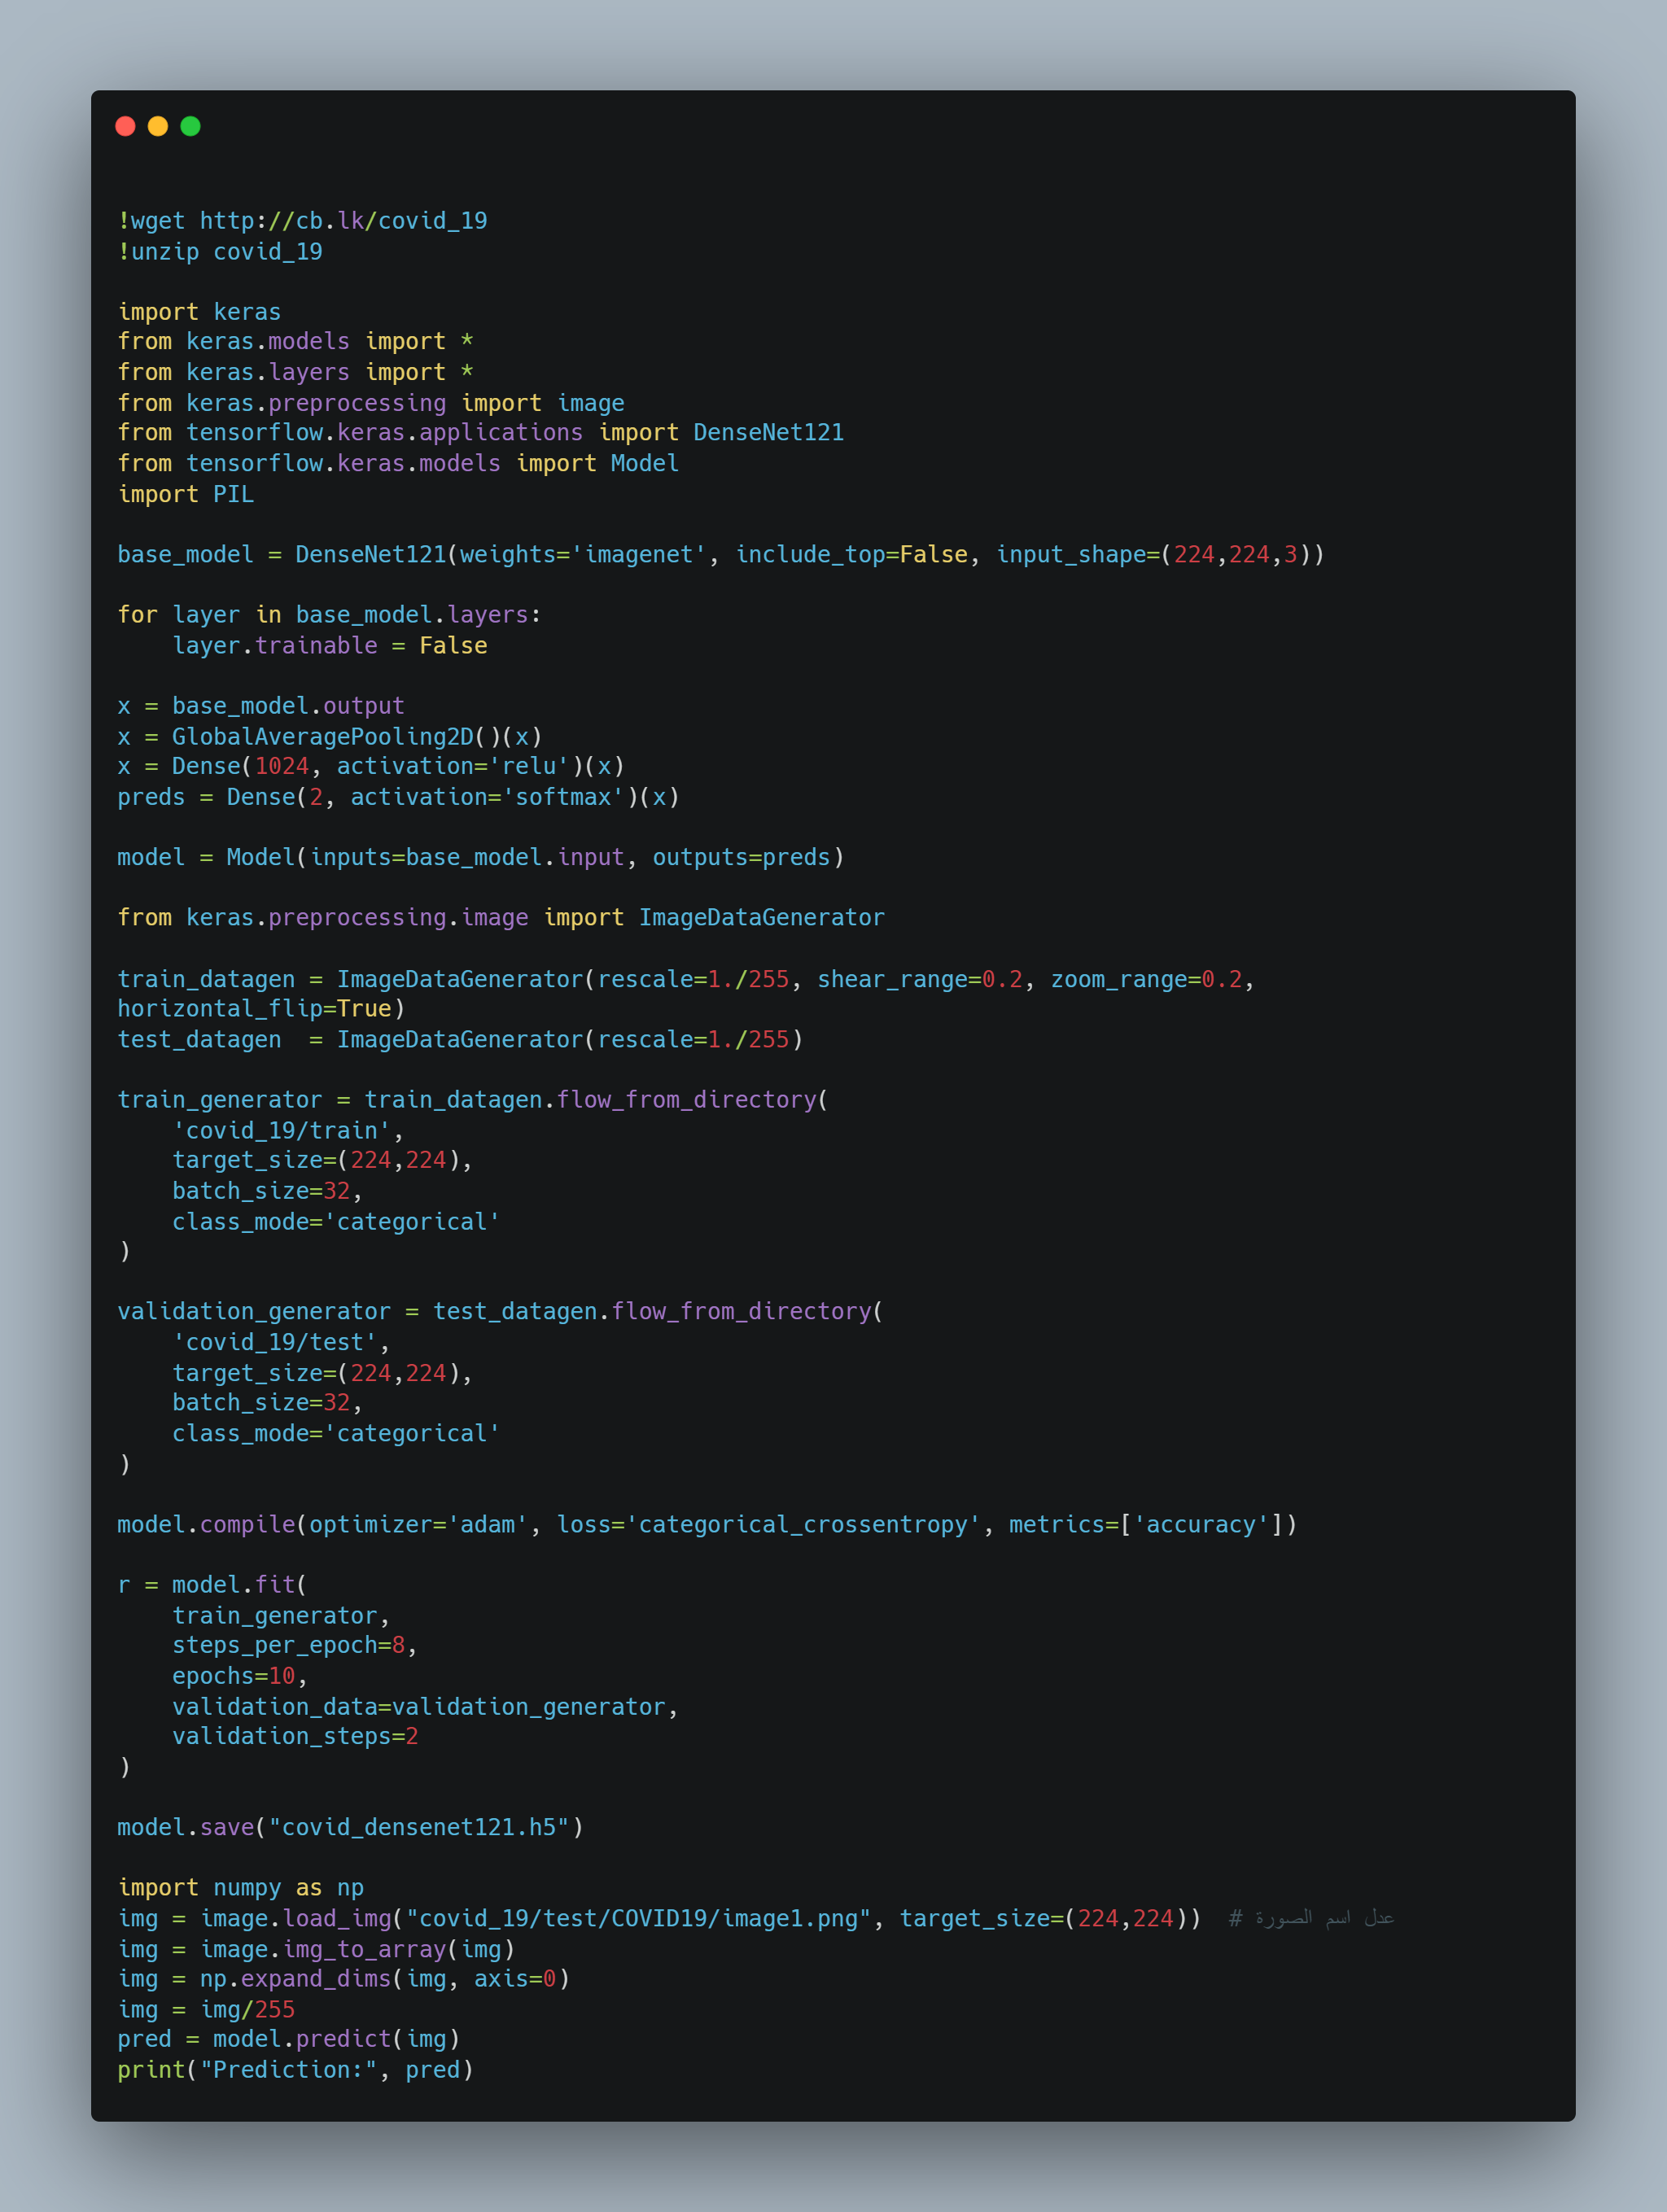 !wget http://cb.lk/covid_19
!unzip covid_19

import keras
from keras.models import *
from keras.layers import *
from keras.preprocessing import image
from tensorflow.keras.applications import DenseNet121
from tensorflow.keras.models import Model
import PIL

base_model = DenseNet121(weights='imagenet', include_top=False, input_shape=(224,224,3))

for layer in base_model.layers:
    layer.trainable = False

x = base_model.output
x = GlobalAveragePooling2D()(x)
x = Dense(1024, activation='relu')(x)
preds = Dense(2, activation='softmax')(x)

model = Model(inputs=base_model.input, outputs=preds)

from keras.preprocessing.image import ImageDataGenerator

train_datagen = ImageDataGenerator(rescale=1./255, shear_range=0.2, zoom_range=0.2,
horizontal_flip=True)
test_datagen  = ImageDataGenerator(rescale=1./255)

train_generator = train_datagen.flow_from_directory(
    'covid_19/train',
    target_size=(224,224),
    batch_size=32,
    class_mode='categorical'
)

validation_generator = test_datagen.flow_from_directory(
    'covid_19/test',
    target_size=(224,224),
    batch_size=32,
    class_mode='categorical'
)

model.compile(optimizer='adam', loss='categorical_crossentropy', metrics=['accuracy'])

r = model.fit(
    train_generator,
    steps_per_epoch=8,
    epochs=10,
    validation_data=validation_generator,
    validation_steps=2
)

model.save("covid_densenet121.h5")

import numpy as np
img = image.load_img("covid_19/test/COVID19/image1.png", target_size=(224,224))  # عدل اسم الصورة
img = image.img_to_array(img)
img = np.expand_dims(img, axis=0)
img = img/255
pred = model.predict(img)
print("Prediction:", pred)